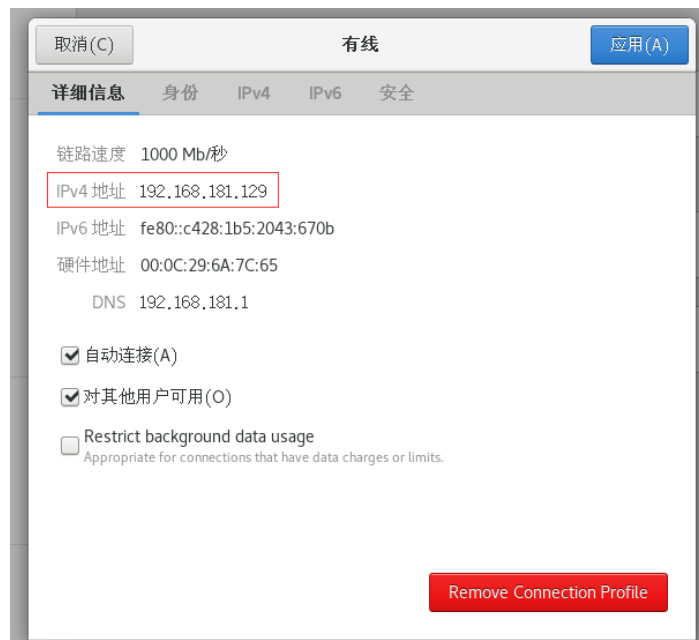 取消(C) 有线 应用(A)
详细信息 身份 IPv4 IPv6 安全
链路速度 1000 Mb/秒
IPv4 地址 192.168.181.129
IPv6 地址 fe80::c428:1b5:2043:670b
硬件地址 00:0C:29:6A:7C:65
DNS 192.168.181.1
自动连接(A)
对其他用户可用(O)
Restrict background data usage
Appropriate for connections that have data charges or limits.
Remove Connection Profile